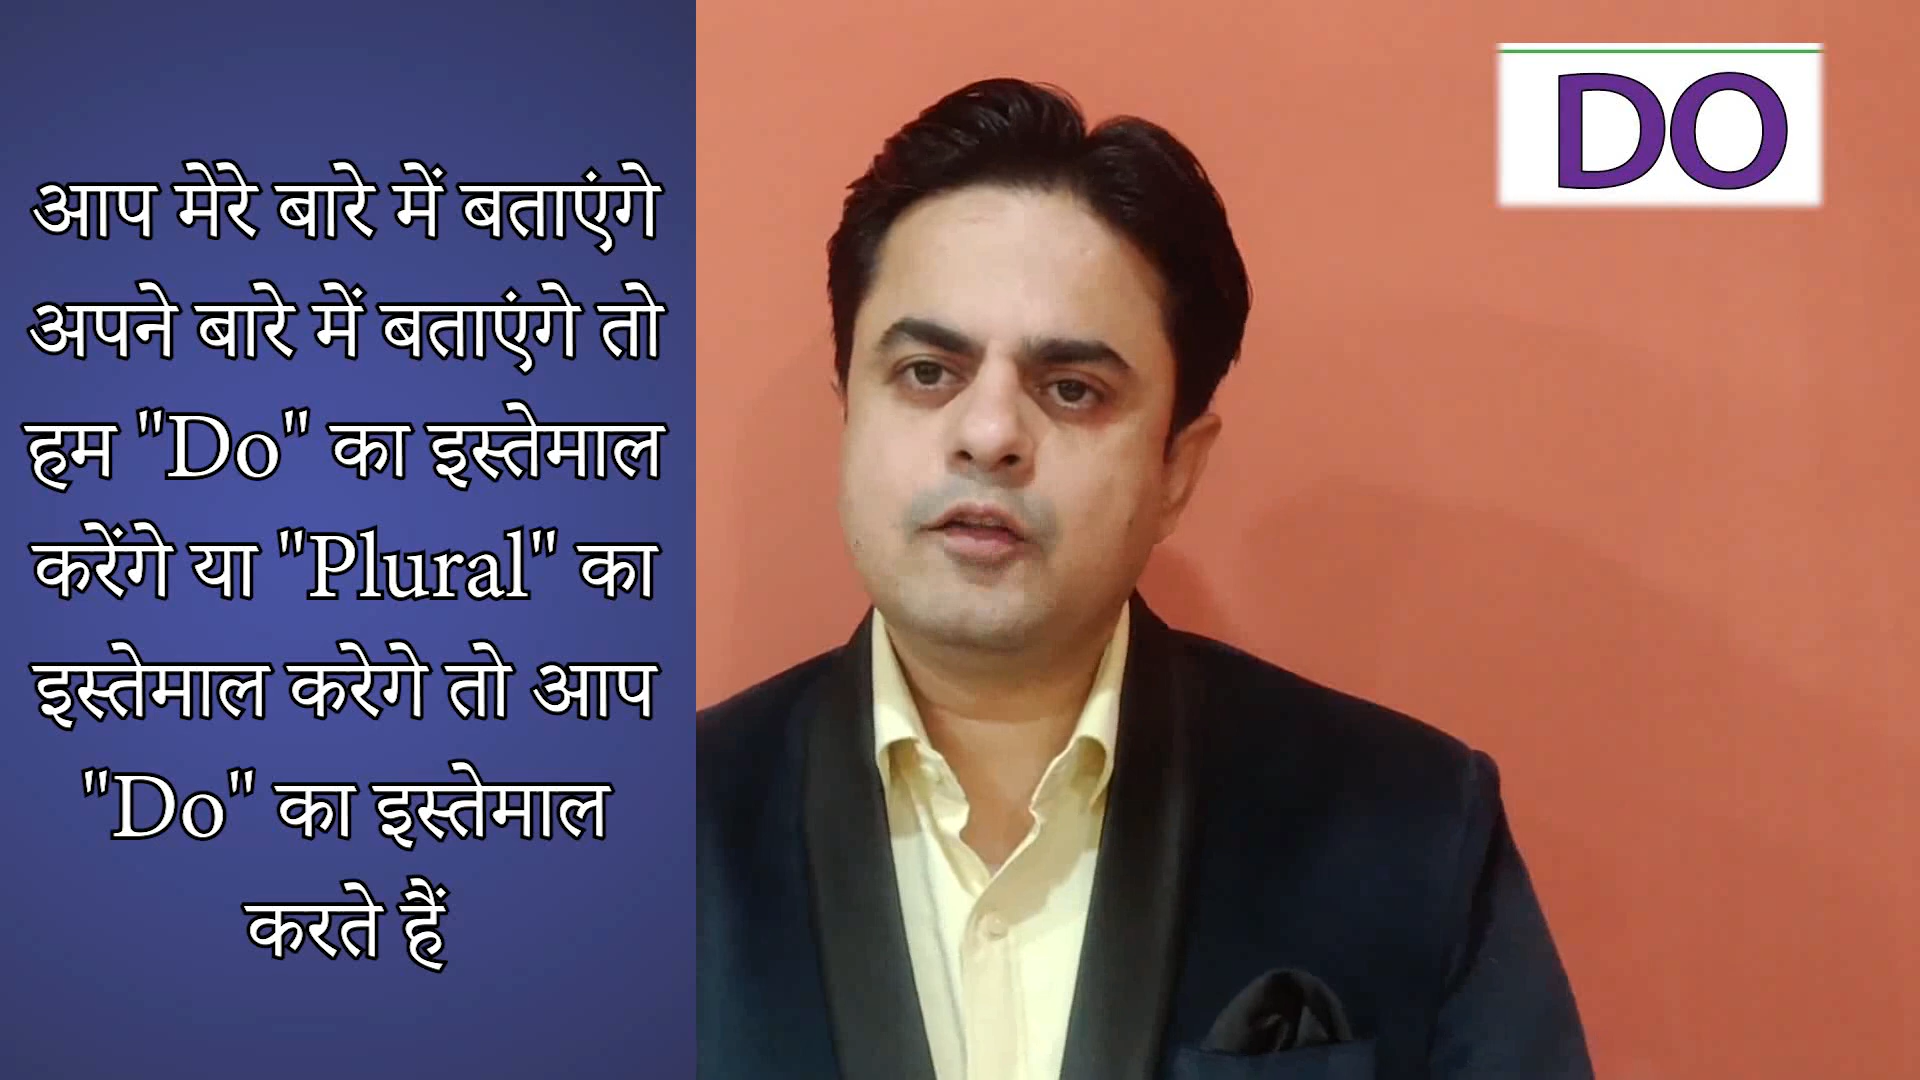 आप मेरे बारे में बताएंगे
अपने बारे में बताएंगे तो
हम "Do" का इस्तेमाल
करेंगे या "Plural" का
इस्तेमाल करेगे तो आप
"Do" का इस्तेमाल
करते हैं
DO